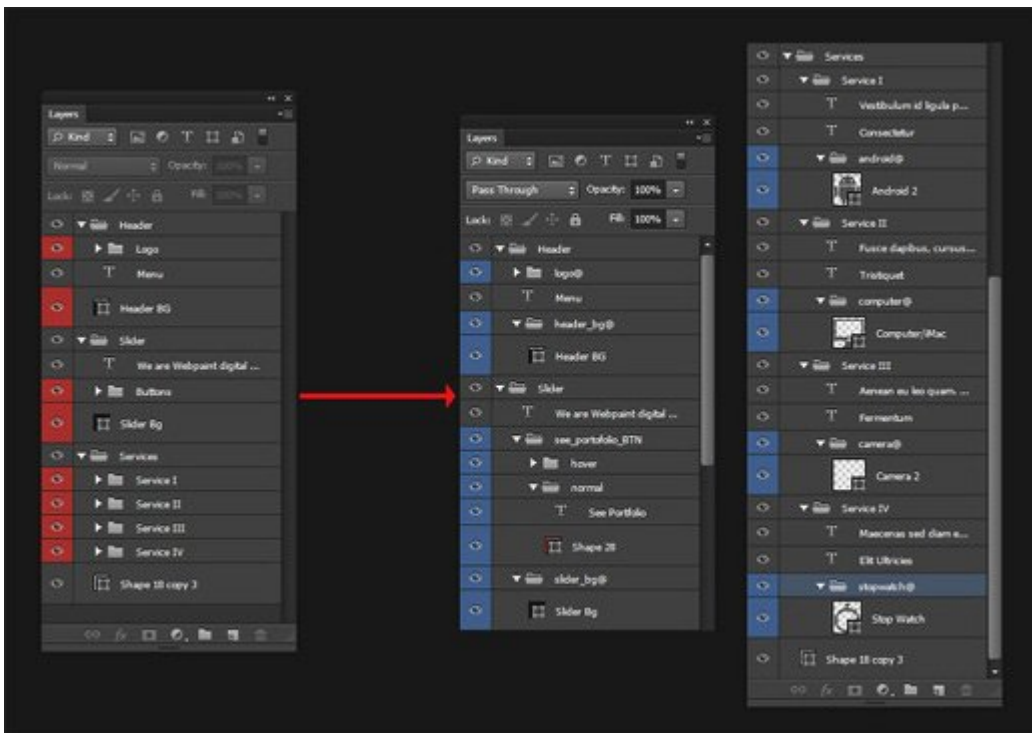 Layers
Kind
Normal
Opacity: 100%
Lock:
Fill: 100%
Header
Logo
Menu
Header BG
Slider
We are Webpaint digital ...
Buttons
Slider Bg
Services
Service I
Service II
Service III
Service IV
Shape 18 copy 3
fx
Layers
Kind
Pass Through
Opacity: 100%
Lock:
Fill: 100%
Header
logo@
Menu
header_bg@
Header BG
Slider
We are Webpaint digital ...
see_portofolio_BTN
hover
normal
See Portfolio
Shape 28
slider_bg@
Slider Bg
Services
Service I
Vestibulum id ligula p...
Consectetur
android@
Android 2
Service II
Fusce dapibus, cursus...
Tristiquet
computer@
Computer/iMac
Service III
Aenean eu leo quam. ...
Fermentum
camera@
Camera 2
Service IV
Maecenas sed diam e...
Elit Ultricies
stopwatch@
Stop Watch
Shape 18 copy 3
fx